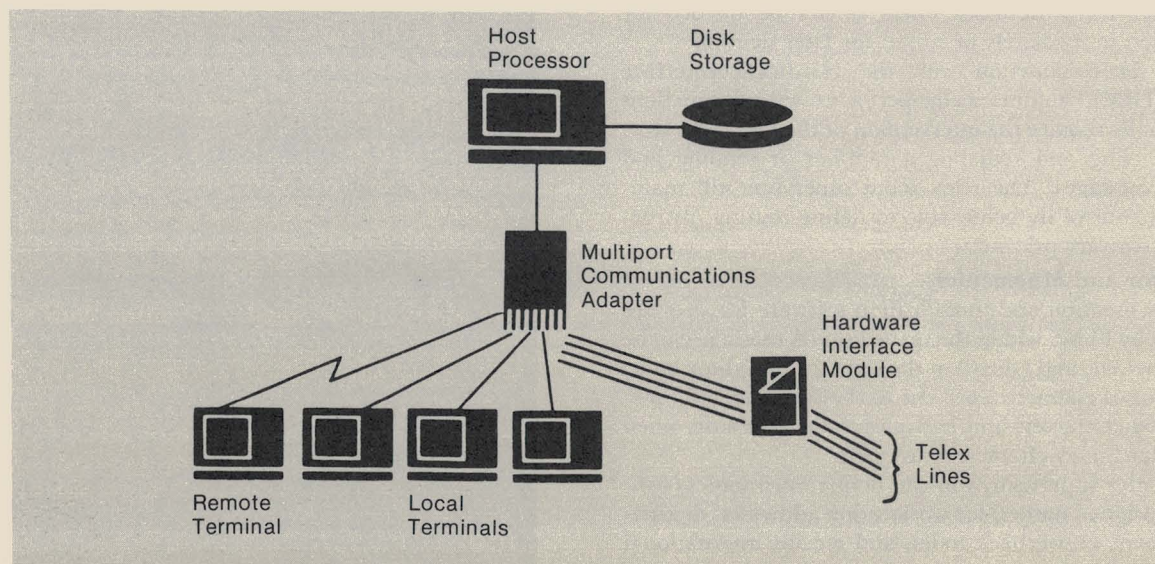 Host
Processor
Disk
Storage
Multiport
Communications
Adapter
Hardware
Interface
Module
Telex
Lines
Remote
Terminal
Local
Terminals